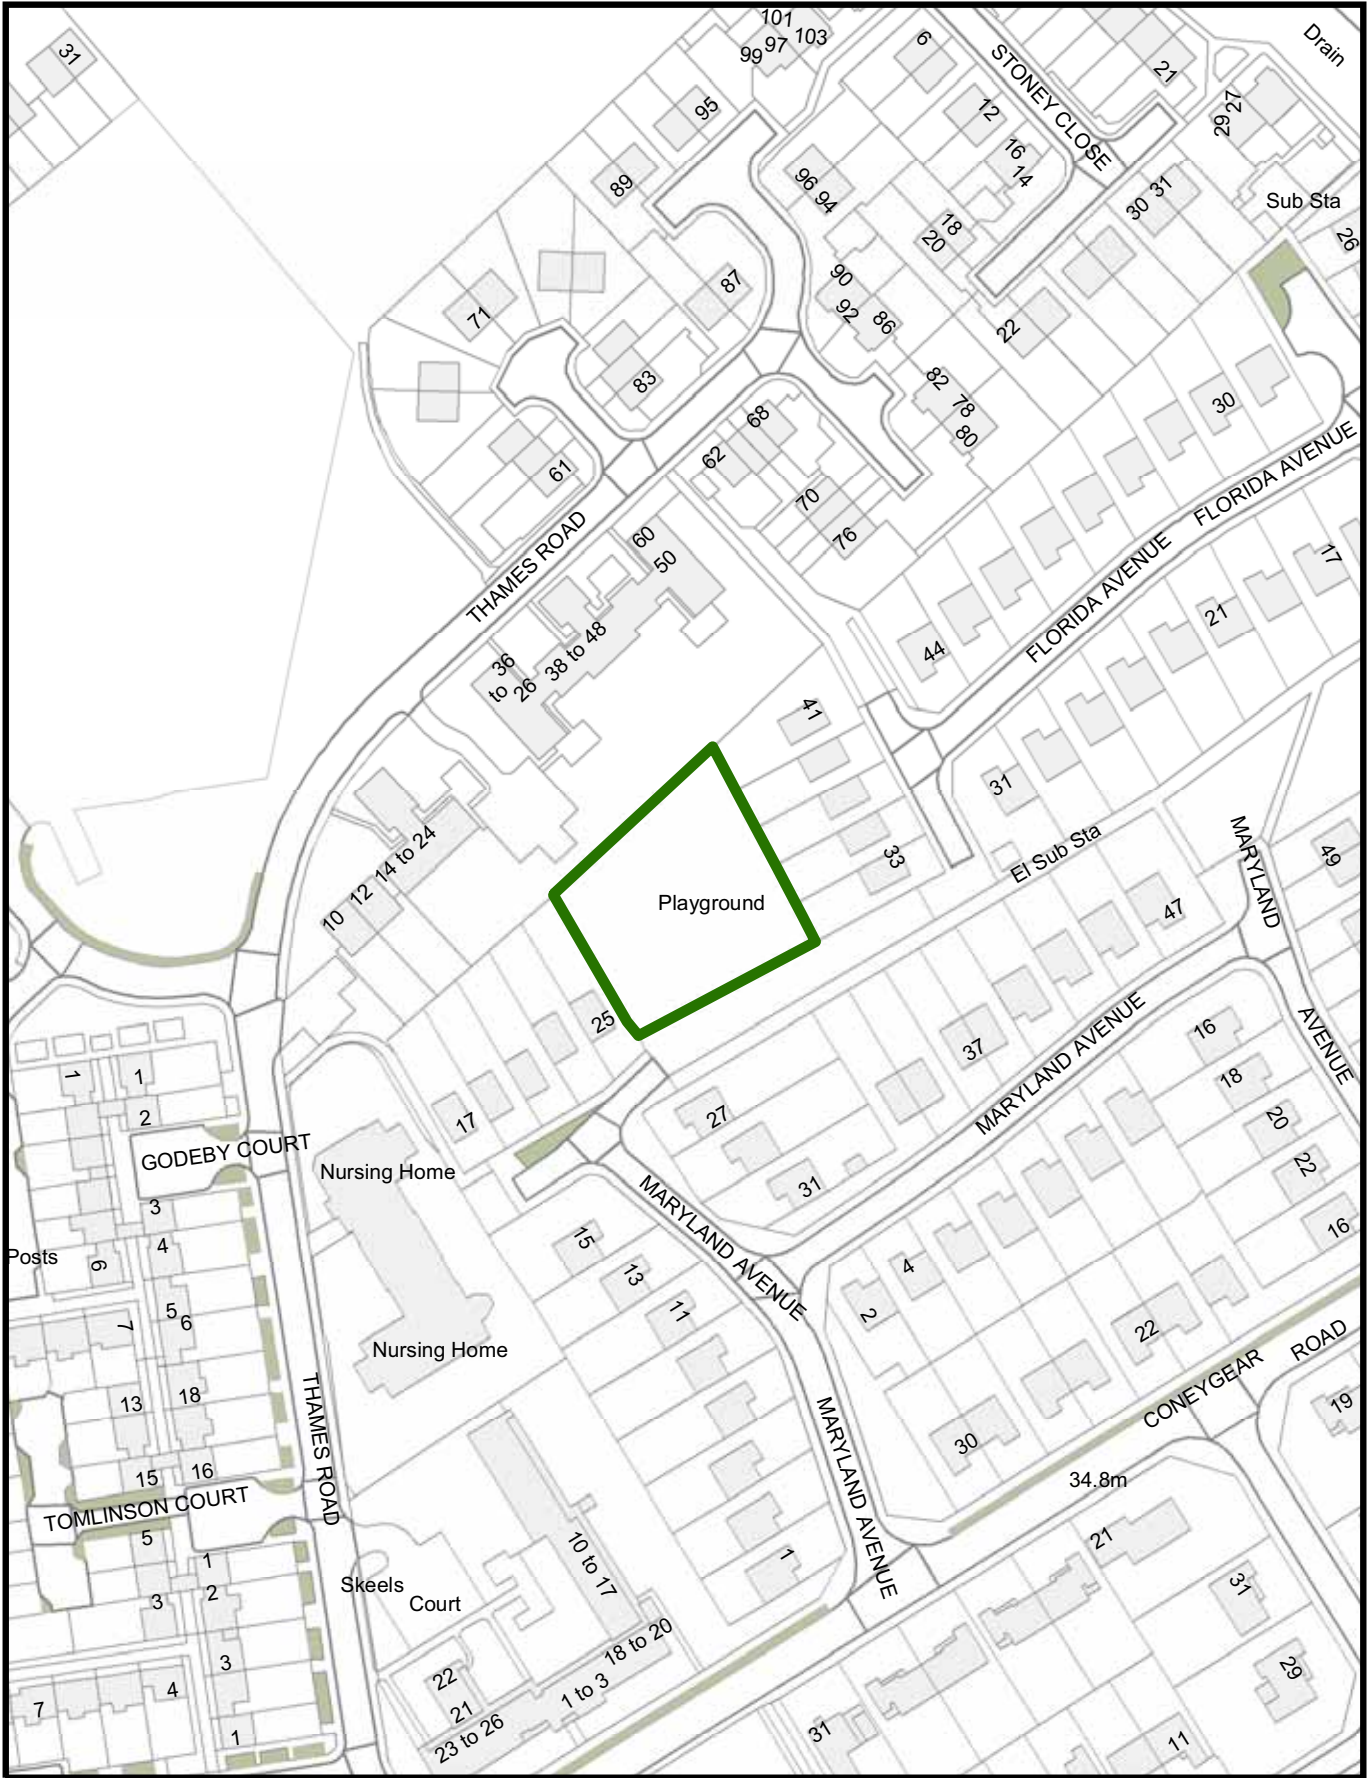 31
101
99 97 103
95
89
6
STONEY CLOSE
21
Drain
12
16
14
29 27
96 94
18
20
30 31
Sub Sta
26
71
87
90
92
86
22
83
82
78
80
30
61
62
68
70
76
FLORIDA AVENUE
THAMES ROAD
60
50
17
FLORIDA AVENUE
21
36
to
26
38 to 48
44
41
31
33
El Sub Sta
MARYLAND
49
14 to 24
12
10
Playground
47
25
37
MARYLAND AVENUE
16
AVENUE
18
20
22
16
1
1
2
17
27
31
GODEBY COURT
Nursing Home
3
4
Posts
6
15
13
11
MARYLAND AVENUE
4
2
5
6
7
Nursing Home
22
CONEYGEAR
ROAD
13
18
THAMES ROAD
MARYLAND AVENUE
30
19
15
16
34.8m
TOMLINSON COURT
5
1
2
3
10 to 17
1
21
31
Skeels
Court
3
4
7
1
22
21
23 to 26
1 to 3
18 to 20
31
29
11